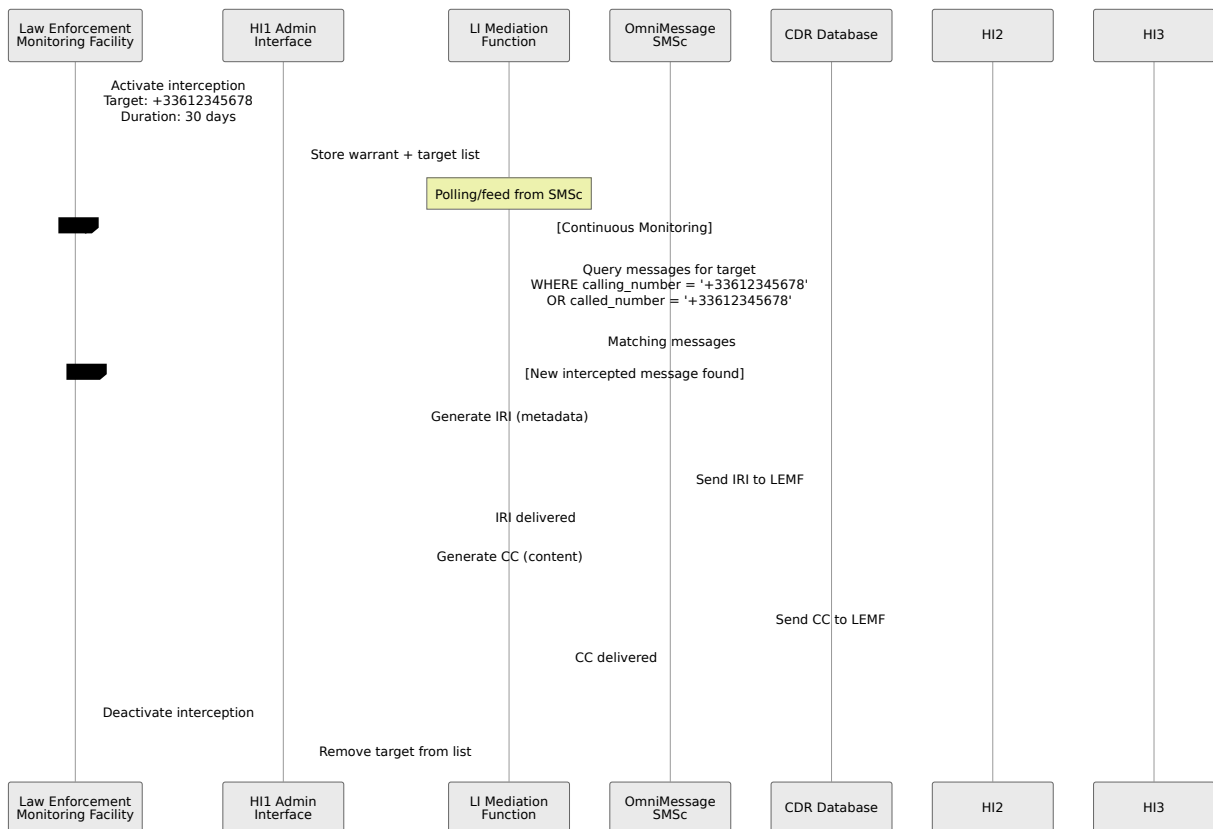 Law Enforcement
Monitoring Facility
HI1 Admin
Interface
LI Mediation
Function
OmniMessage
SMSc
CDR Database
HI2
HI3
Activate interception
Target: +33612345678
Duration: 30 days
Store warrant + target list
Polling/feed from SMSc
[Continuous Monitoring]
Query messages for target
WHERE calling_number = '+33612345678'
OR called_number = '+33612345678'
Matching messages
[New intercepted message found]
Generate IRI (metadata)
Send IRI to LEMF
IRI delivered
Generate CC (content)
Send CC to LEMF
CC delivered
Deactivate interception
Remove target from list
Law Enforcement
Monitoring Facility
HI1 Admin
Interface
LI Mediation
Function
OmniMessage
SMSc
CDR Database
HI2
HI3